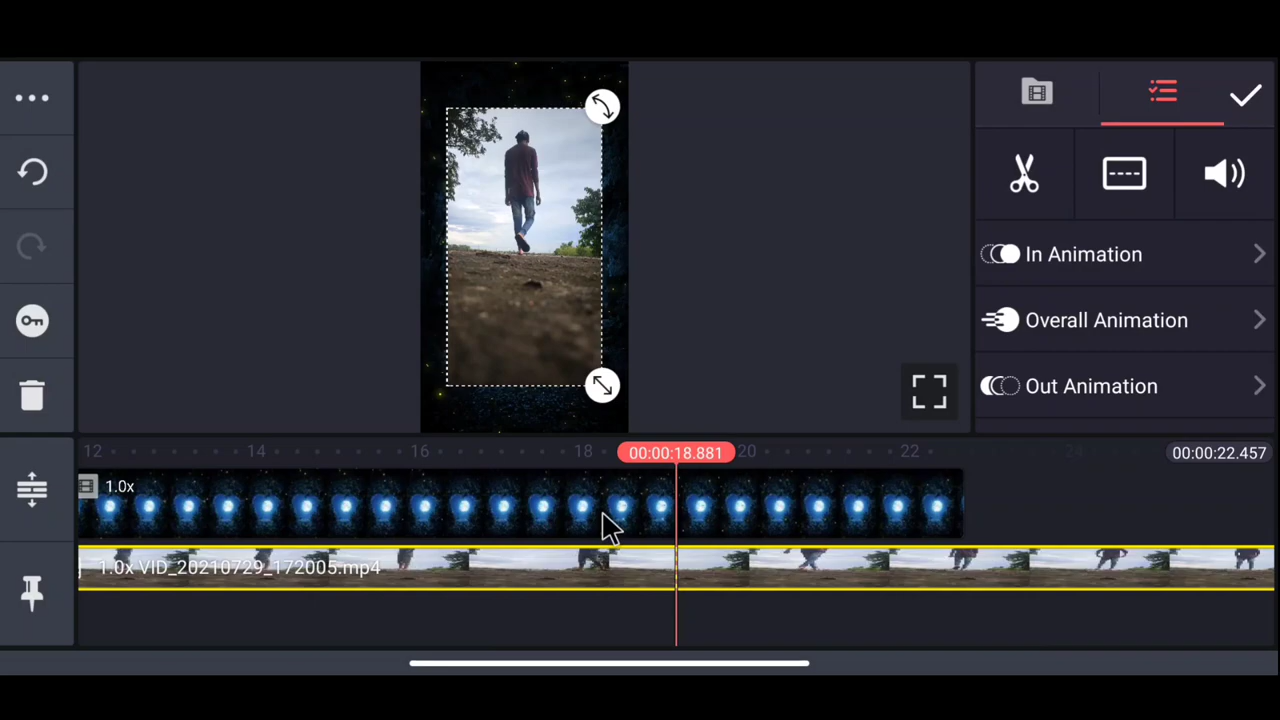 In Animation
Overall Animation
Out Animation
12 14 16 18 00:00:18.881 20 22 24 00:00:22.457
1.0x
1.0x VID_20210729_172005.mp4